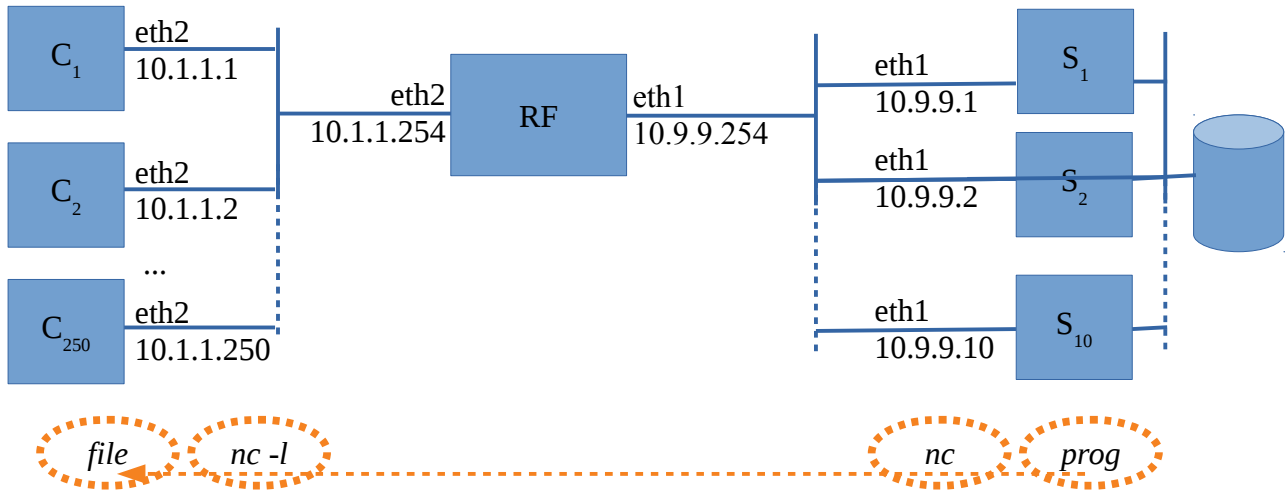 C1
eth2
10.1.1.1
C2
eth2
10.1.1.2
...
C250
eth2
10.1.1.250
eth2
10.1.1.254
RF
eth1
10.9.9.254
eth1
10.9.9.1
S1
eth1
10.9.9.2
S2
eth1
10.9.9.10
S10
file
nc -l
nc
prog